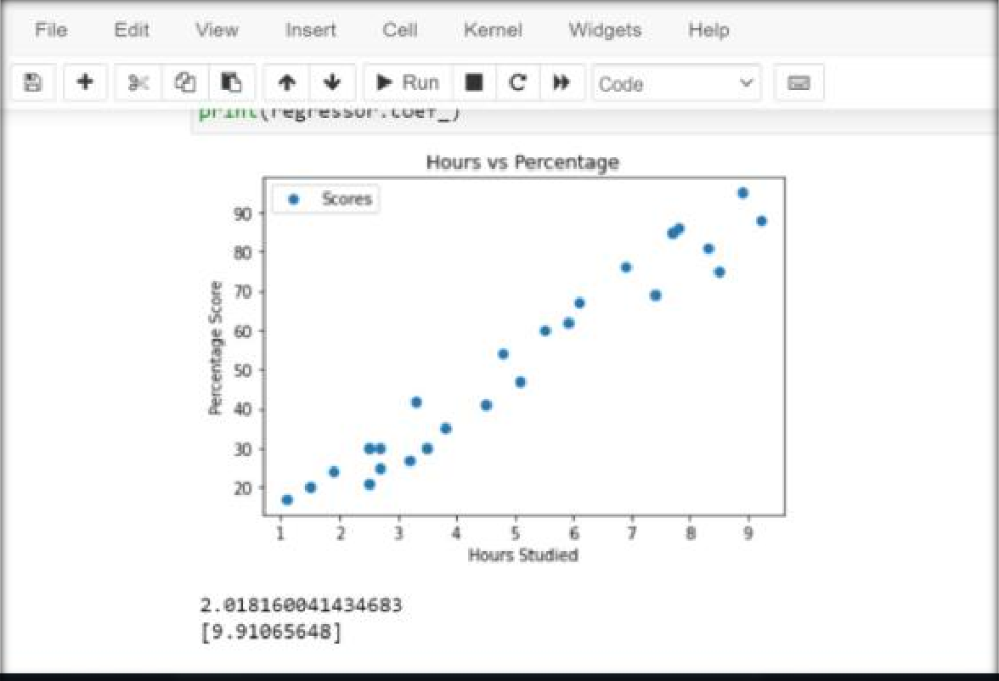 File Edit View Insert Cell Kernel Widgets Help
Run Code
print(regressor.coef_)
Hours vs Percentage
Scores
90
80
70
60
50
40
30
20
Percentage Score
1 2 3 4 5 6 7 8 9
Hours Studied
2.018160041434683
[9.91065648]